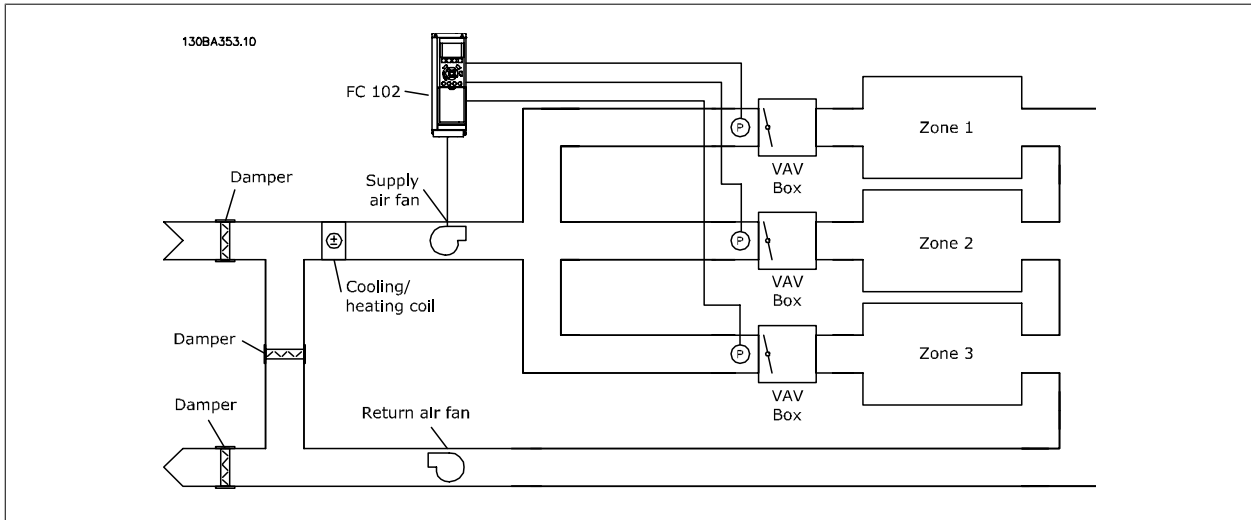 130BA353.10
FC 102
Damper
Supply
air fan
Cooling/
heating coil
Damper
Damper
Return air fan
P
VAV
Box
Zone 1
P
VAV
Box
Zone 2
P
VAV
Box
Zone 3